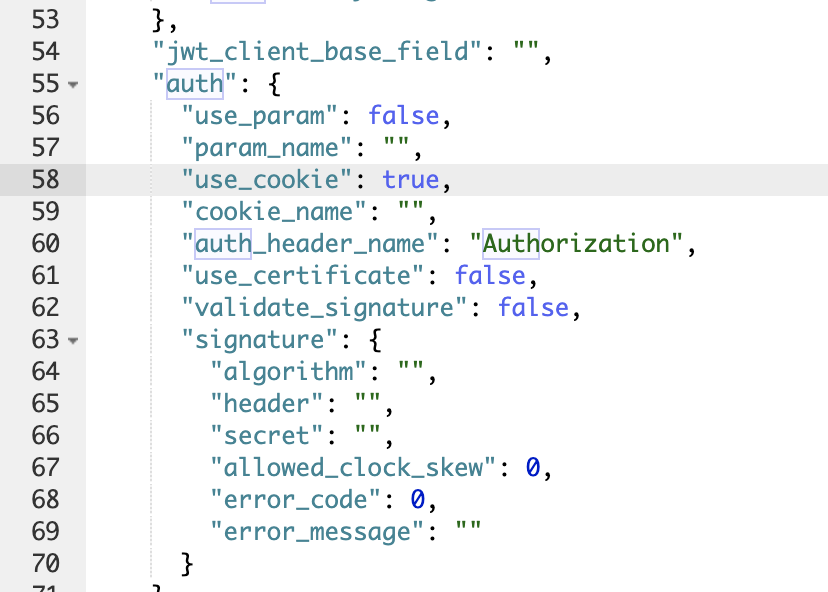 53 },
54 "jwt_client_base_field": "",
55 "auth": {
56 "use_param": false,
57 "param_name": "",
58 "use_cookie": true,
59 "cookie_name": "",
60 "auth_header_name": "Authorization",
61 "use_certificate": false,
62 "validate_signature": false,
63 "signature": {
64 "algorithm": "",
65 "header": "",
66 "secret": "",
67 "allowed_clock_skew": 0,
68 "error_code": 0,
69 "error_message": ""
70 }